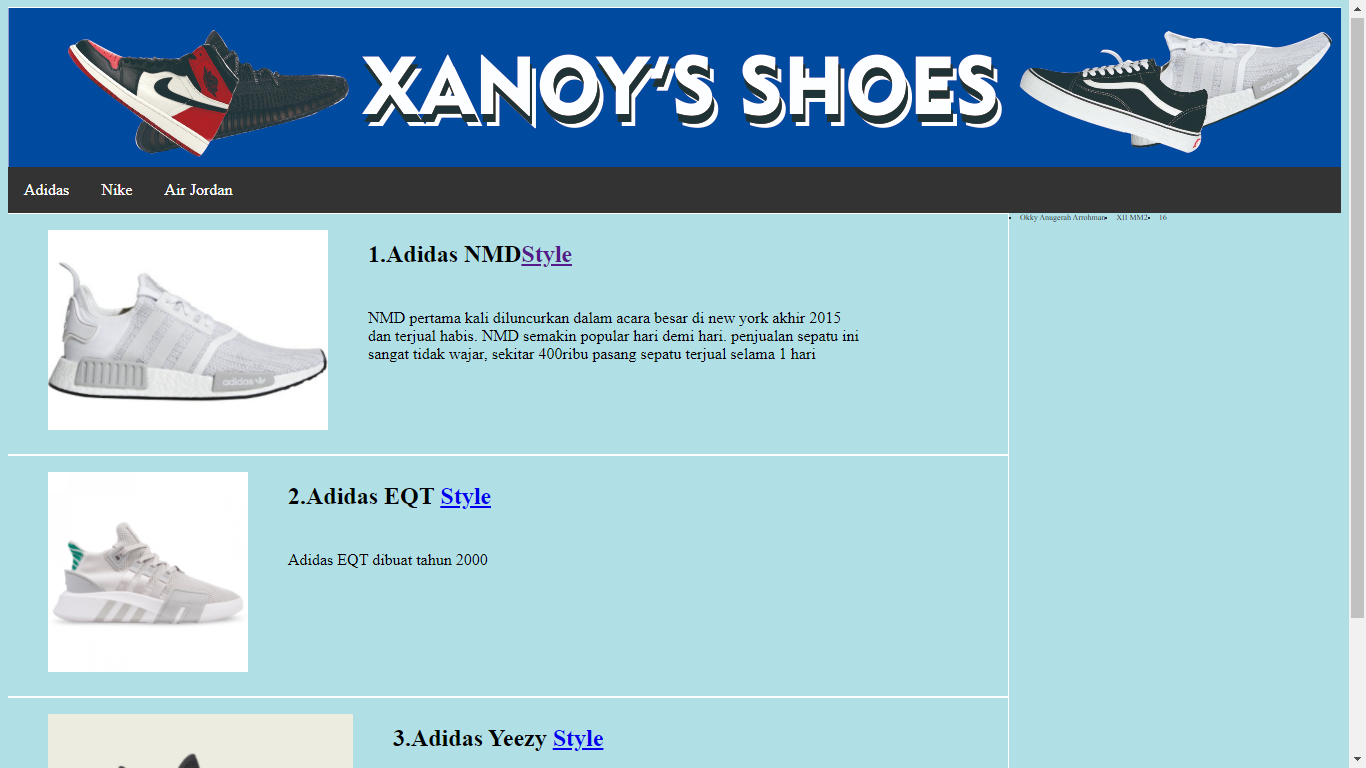 XANOY'S SHOES
Adidas Nike Air Jordan
Okky Anugerah Arrohman XII MM2 16
1.Adidas NMDStyle
NMD pertama kali diluncurkan dalam acara besar di new york akhir 2015
dan terjual habis. NMD semakin popular hari demi hari. penjualan sepatu ini
sangat tidak wajar, sekitar 400ribu pasang sepatu terjual selama 1 hari
adidas
2.Adidas EQT Style
Adidas EQT dibuat tahun 2000
3.Adidas Yeezy Style